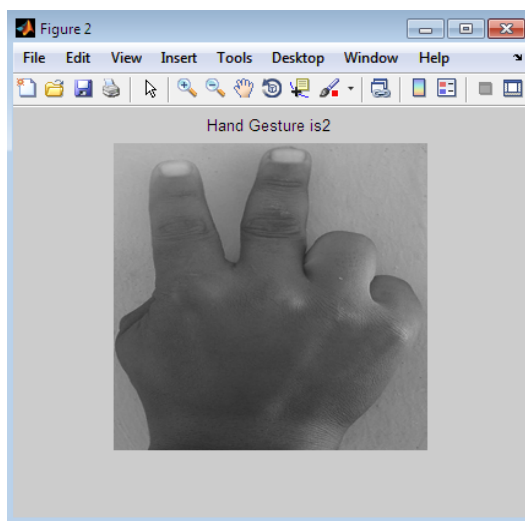 Figure 2
File Edit View Insert Tools Desktop Window Help
Hand Gesture is2